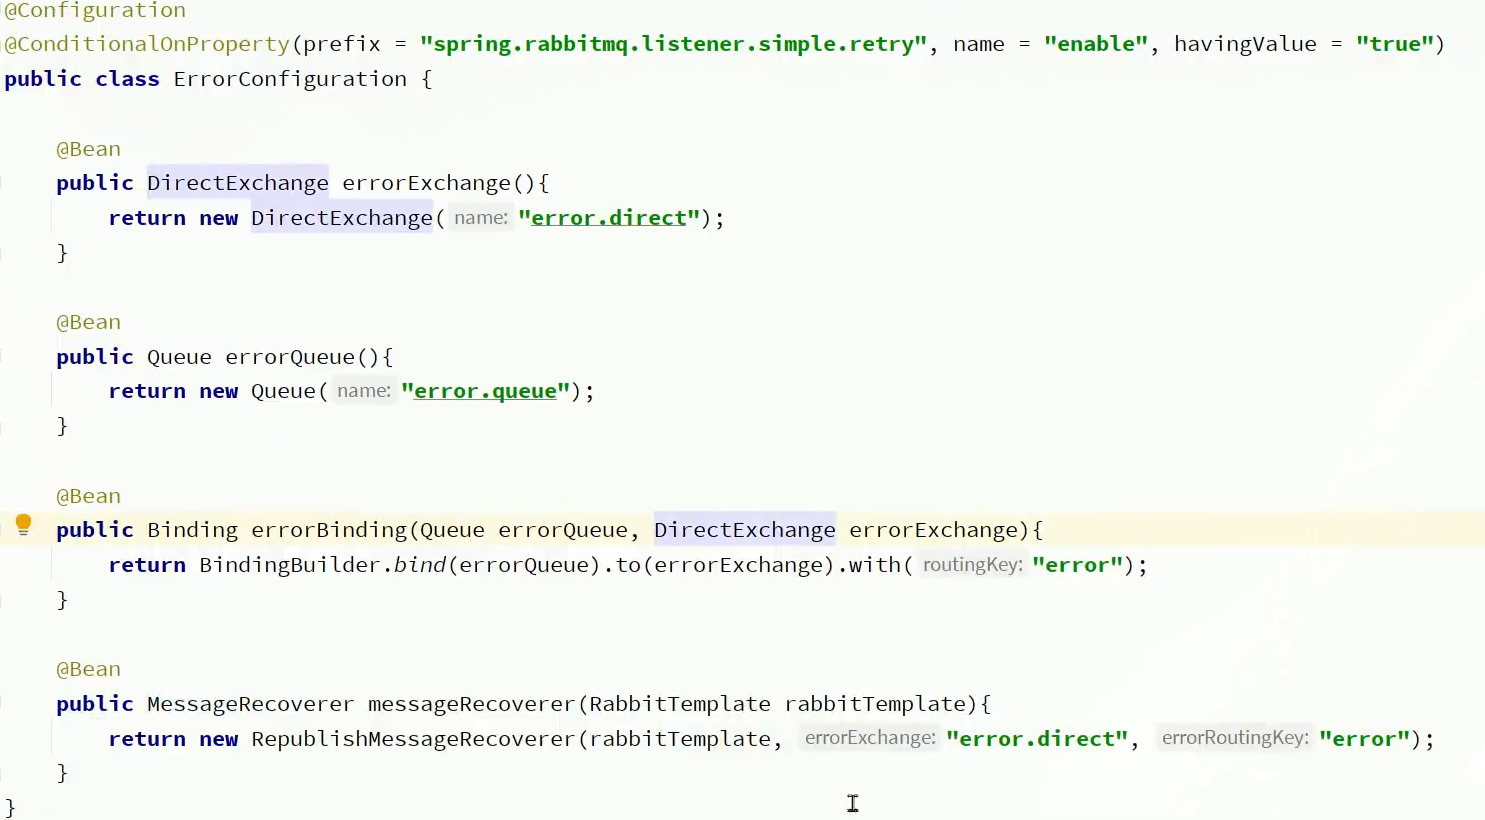 @Configuration
@ConditionalOnProperty(prefix = "spring.rabbitmq.listener.simple.retry", name = "enable", havingValue = "true")
public class ErrorConfiguration {
@Bean
public DirectExchange errorExchange(){
return new DirectExchange( name: "error.direct");
}
@Bean
public Queue errorQueue(){
return new Queue( name: "error.queue");
}
@Bean
public Binding errorBinding(Queue errorQueue, DirectExchange errorExchange){
return BindingBuilder.bind(errorQueue).to(errorExchange).with( routingKey: "error");
}
@Bean
public MessageRecoverer messageRecoverer(RabbitTemplate rabbitTemplate){
return new RepublishMessageRecoverer(rabbitTemplate, errorExchange: "error.direct", errorRoutingKey: "error");
}
}